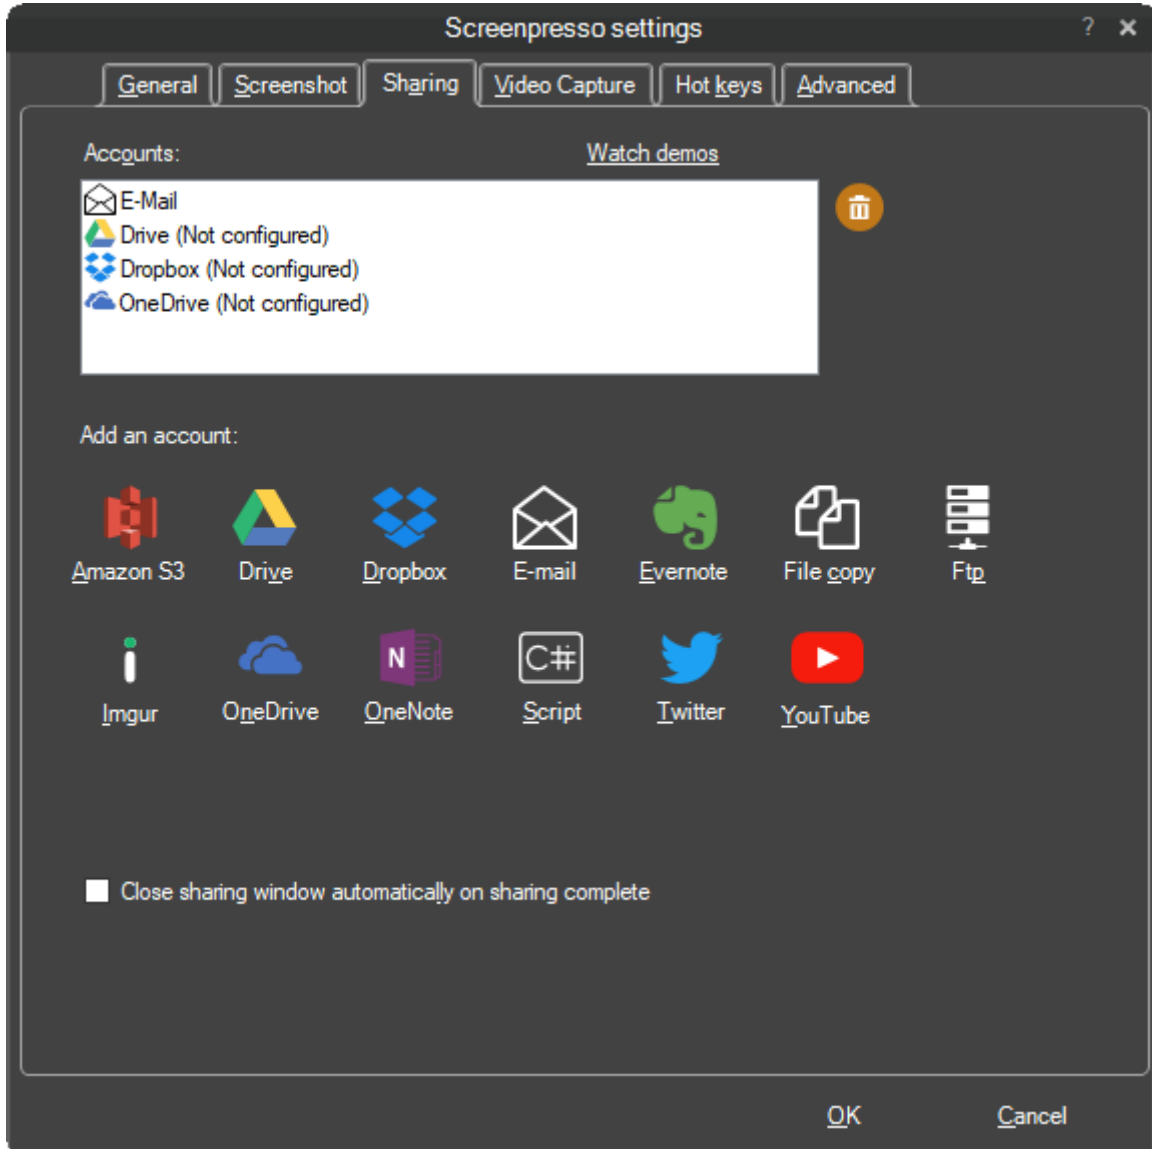 Screenpresso settings ?
General Screenshot Sharing Video Capture Hot keys Advanced
Accounts: Watch demos
E-Mail
Drive (Not configured)
Dropbox (Not configured)
OneDrive (Not configured)
Add an account:
Amazon S3 Drive Dropbox E-mail Evernote File copy Ftp
N C#
Imgur OneDrive OneNote Script Twitter YouTube
Close sharing window automatically on sharing complete
OK Cancel